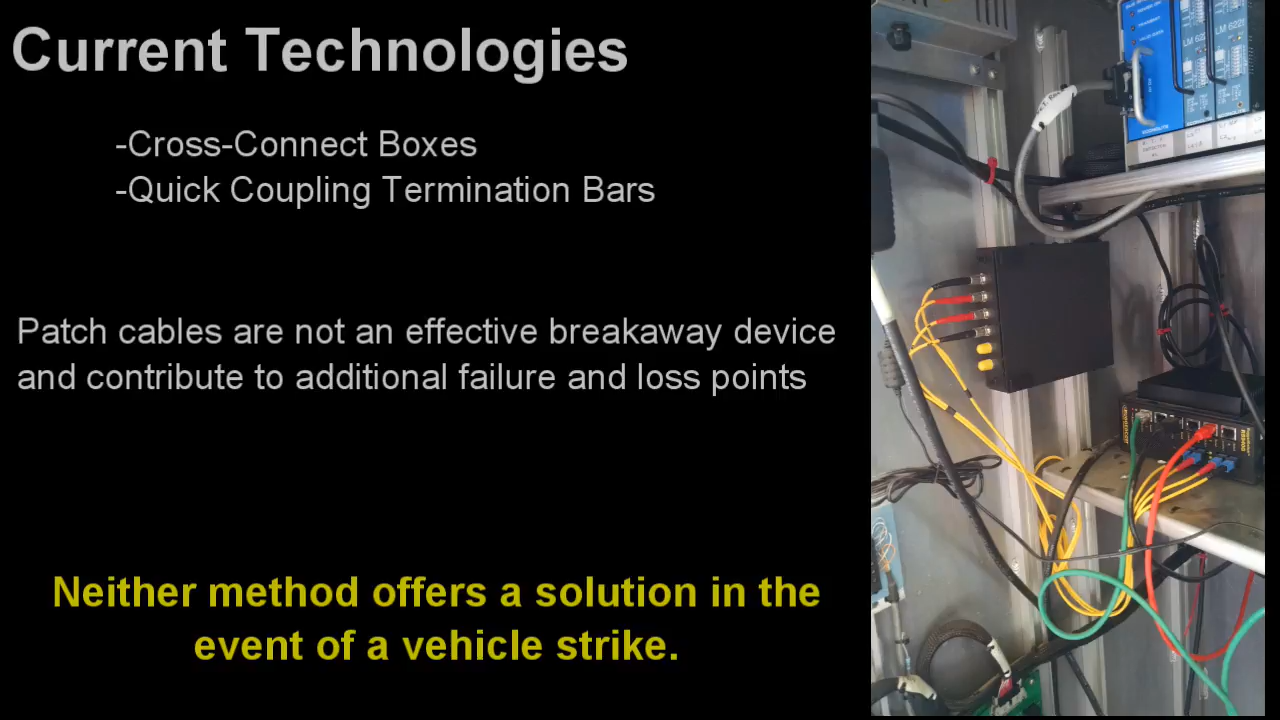 Current Technologies
-Cross-Connect Boxes
-Quick Coupling Termination Bars
Patch cables are not an effective breakaway device
and contribute to additional failure and loss points
Neither method offers a solution in the
event of a vehicle strike.